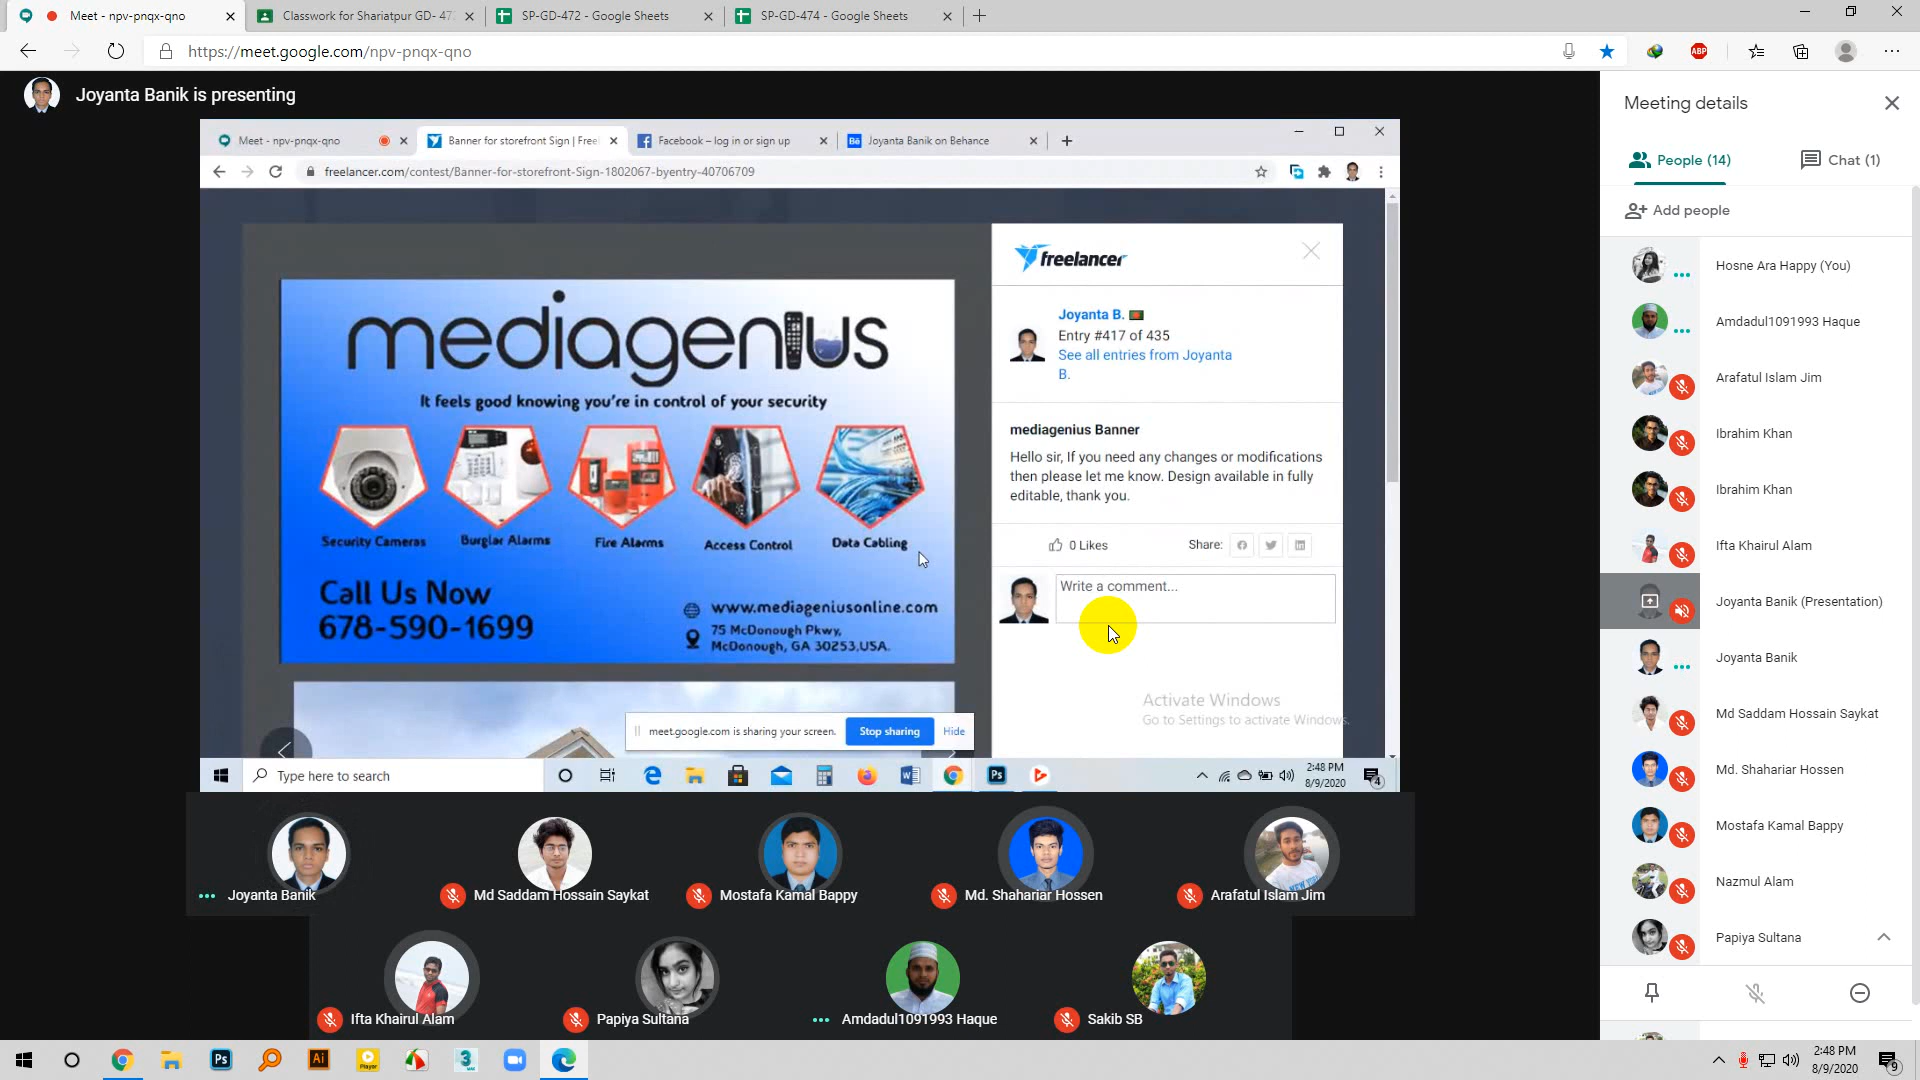 Meet - npv-pnqx-qno
Classwork for Shariatpur GD- 472
SP-GD-472 - Google Sheets
SP-GD-474 - Google Sheets
https://meet.google.com/npv-pnqx-qno
ABP
Joyanta Banik is presenting
Meet - npv-pnqx-qno
Banner for storefront Sign | Free
Facebook – log in or sign up
Bē Joyanta Banik on Behance
freelancer.com/contest/Banner-for-storefront-Sign-1802067-byentry-40706709
mediagenius
It feels good knowing you're in control of your security
Security Cameras
Burglar Alarms
Fire Alarms
Access Control
Data Cabling
Call Us Now
678-590-1699
www.mediageniusonline.com
75 McDonough Pkwy,
McDonough, GA 30253,USA.
freelancer
Joyanta B.
Entry #417 of 435
See all entries from Joyanta
B.
mediagenius Banner
Hello sir, If you need any changes or modifications
then please let me know. Design available in fully
editable, thank you.
0 Likes
Share:
Write a comment...
Activate Windows
Go to Settings to activate Windows.
meet.google.com is sharing your screen.
Stop sharing
Hide
Type here to search
Ps
2:48 PM
8/9/2020
4
Joyanta Banik
Md Saddam Hossain Saykat
Mostafa Kamal Bappy
Md. Shahariar Hossen
Arafatul Islam Jim
Ifta Khairul Alam
Papiya Sultana
Amdadul1091993 Haque
Sakib SB
Meeting details
People (14)
Chat (1)
Add people
Hosne Ara Happy (You)
Amdadul1091993 Haque
Arafatul Islam Jim
Ibrahim Khan
Ibrahim Khan
Ifta Khairul Alam
Joyanta Banik (Presentation)
Joyanta Banik
Md Saddam Hossain Saykat
Md. Shahariar Hossen
Mostafa Kamal Bappy
Nazmul Alam
Papiya Sultana
Ps
Ai
Player
3
2:48 PM
8/9/2020
9